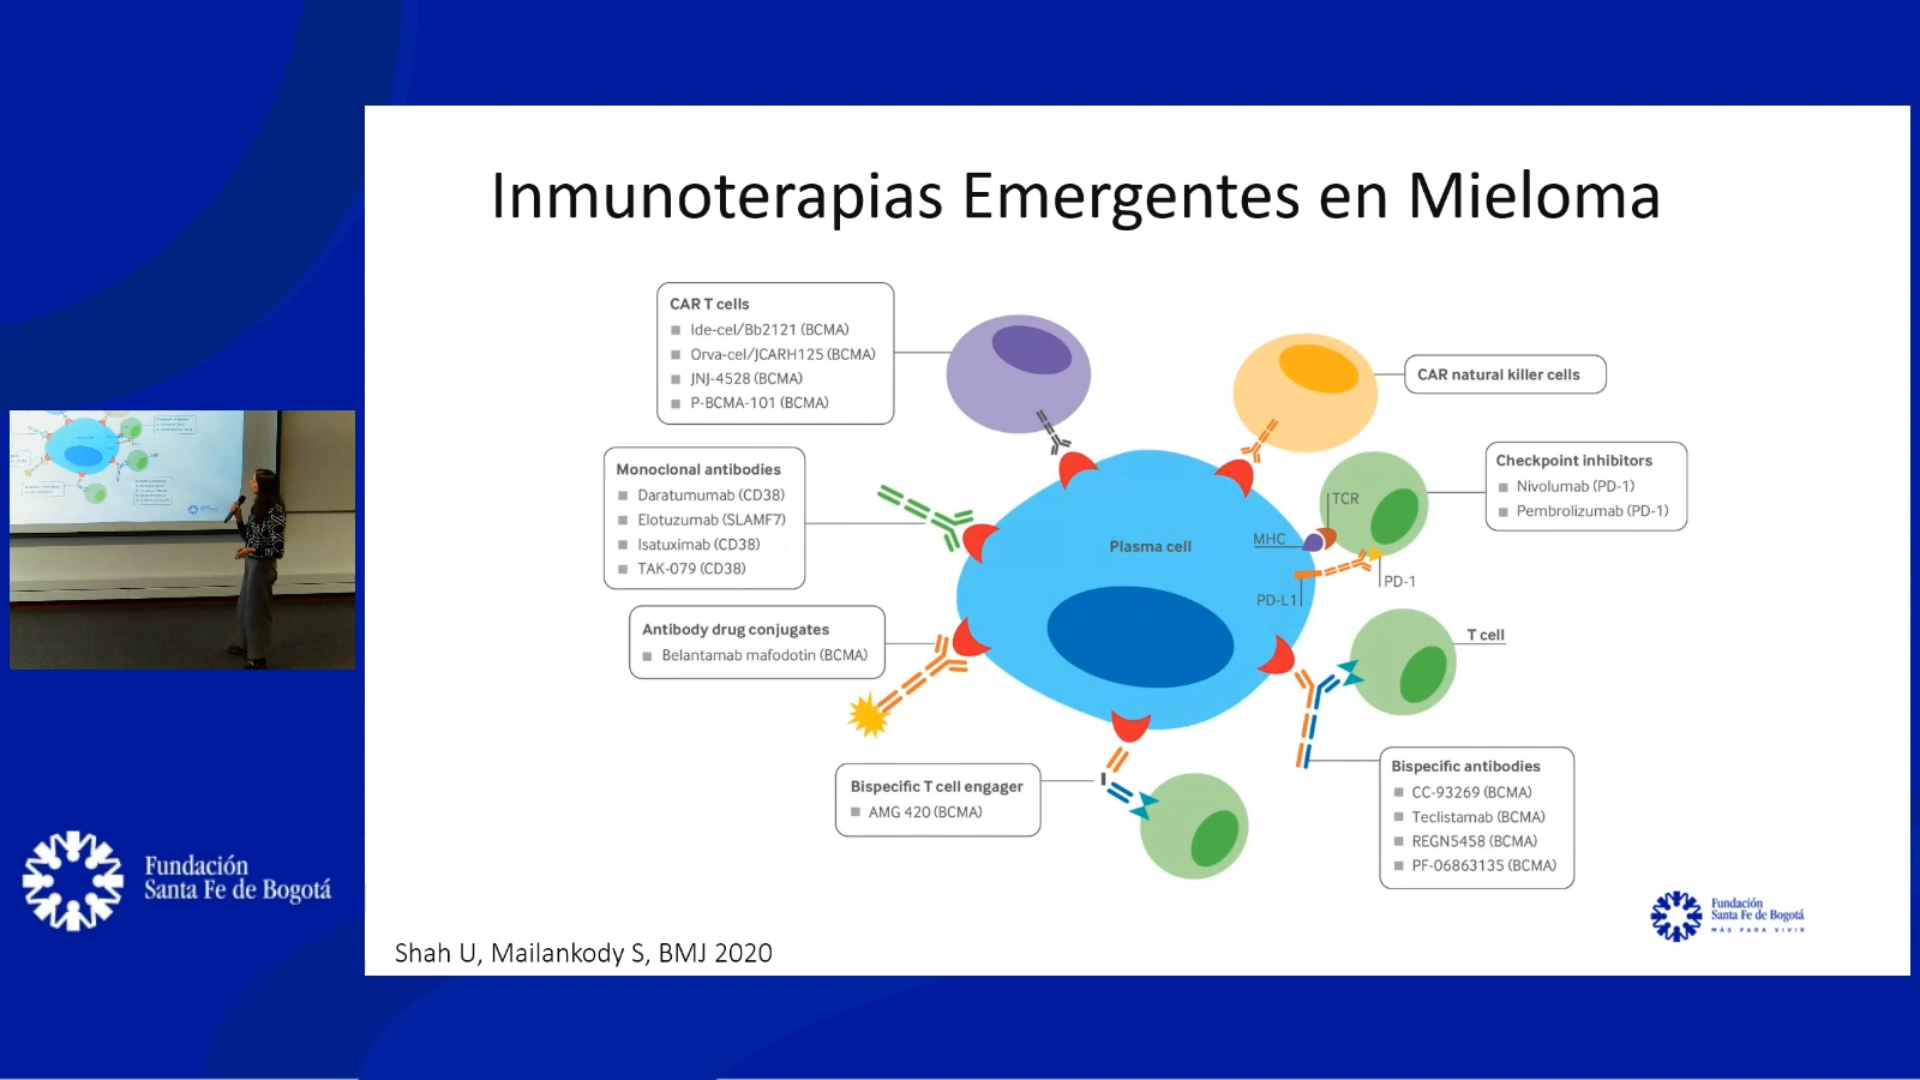 Inmunoterapias Emergentes en Mieloma
CAR T cells
Ide-cel/Bb2121 (BCMA)
Orva-cel/JCARH125 (BCMA)
JNJ-4528 (BCMA)
P-BCMA-101 (BCMA)
CAR natural killer cells
Monoclonal antibodies
Daratumumab (CD38)
Elotuzumab (SLAMF7)
Isatuximab (CD38)
TAK-079 (CD38)
Checkpoint inhibitors
Nivolumab (PD-1)
Pembrolizumab (PD-1)
TCR
MHC
Plasma cell
PD-1
PD-L1
Antibody drug conjugates
Belantamab mafodotin (BCMA)
T cell
Bispecific T cell engager
AMG 420 (BCMA)
Bispecific antibodies
CC-93269 (BCMA)
Teclistamab (BCMA)
REGN5458 (BCMA)
PF-06863135 (BCMA)
Fundación
Santa Fe de Bogotá
Fundación
Santa Fe de Bogotá
MÁS PARA VIVIR
Shah U, Mailankody S, BMJ 2020